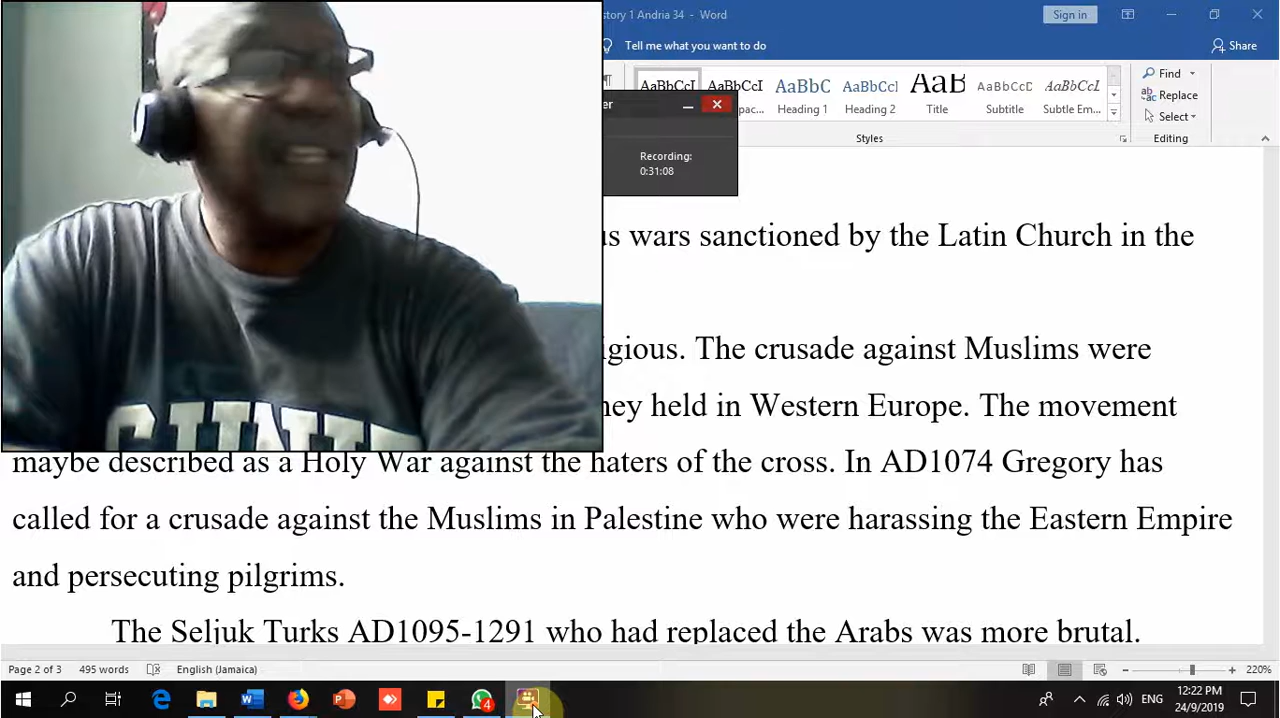 story 1 Andria 34 - Word
Sign in
Tell me what you want to do
Share
AaBbCcI AaBbCcI AaBbC AaBbCcI AaB AaBbCcI AaBbCcI
pac... Heading 1 Heading 2 Title Subtitle Subtle Em...
Styles
Find
Replace
Select
Editing
er
Recording:
0:31:08
us wars sanctioned by the Latin Church in the
igious. The crusade against Muslims were
hey held in Western Europe. The movement
maybe described as a Holy War against the haters of the cross. In AD1074 Gregory has
called for a crusade against the Muslims in Palestine who were harassing the Eastern Empire
and persecuting pilgrims.
The Seljuk Turks AD1095-1291 who had replaced the Arabs was more brutal.
Page 2 of 3 495 words English (Jamaica) 220%
4
ENG
12:22 PM
24/9/2019